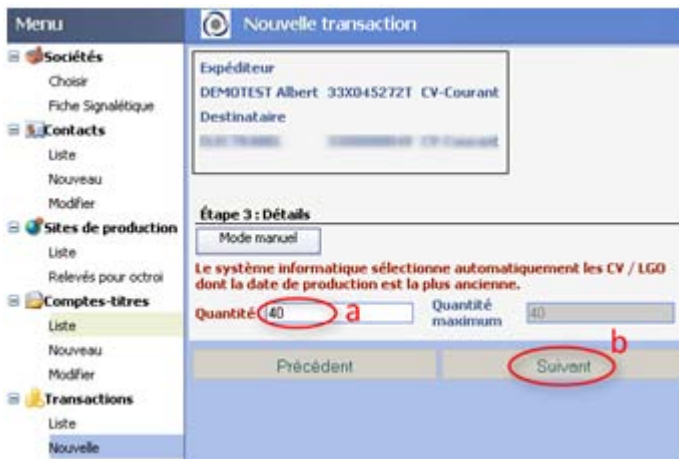 Menu
Sociétés
Choisir
Fiche Signalétique
Contacts
Liste
Nouveau
Modifier
Sites de production
Liste
Relevés pour octroi
Comptes-titres
Liste
Nouveau
Modifier
Transactions
Liste
Nouvelle
Nouvelle transaction
Expéditeur
DEMOTEST Albert 33X045272T CV-Courant
Destinataire
Étape 3 : Détails
Mode manuel
Le système informatique sélectionne automatiquement les CV / LGO
dont la date de production est la plus ancienne.
Quantité 40 a Quantité maximum 40
Précédent Suivant b